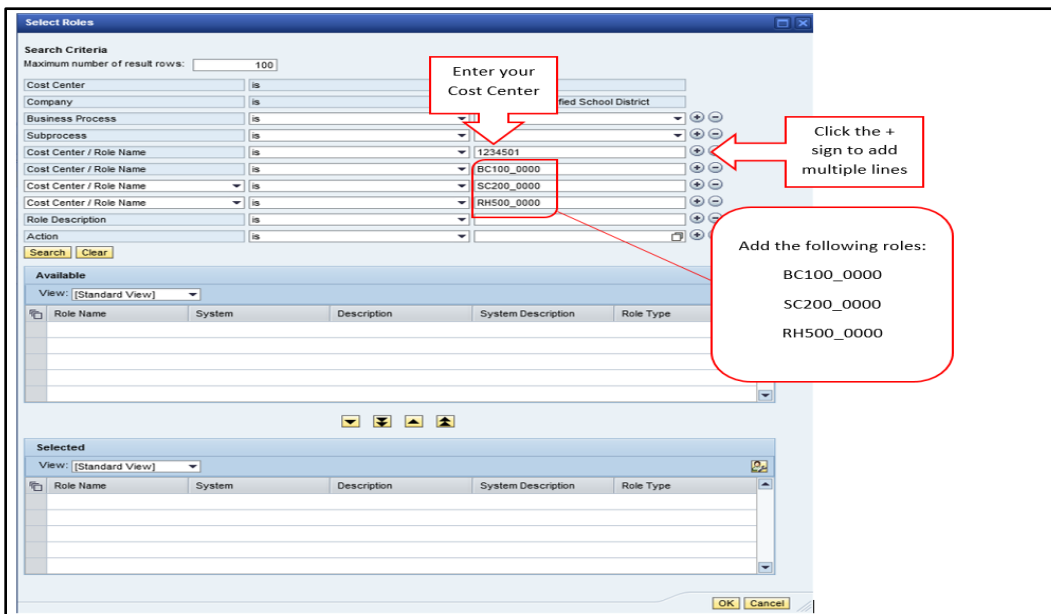 Select Roles
Search Criteria
Maximum number of result rows: 100
Enter your
Cost Center
Cost Center is
Company is fied School District
Business Process is
Subprocess is
Cost Center / Role Name is 1234501
Cost Center / Role Name is BC100_0000
Cost Center / Role Name is SC200_0000
Cost Center / Role Name is RH500_0000
Role Description is
Action is
Search Clear
Click the +
sign to add
multiple lines
Add the following roles:
BC100_0000
SC200_0000
RH500_0000
Available
View: [Standard View]
Role Name System Description System Description Role Type
Selected
View: [Standard View]
Role Name System Description System Description Role Type
OK Cancel